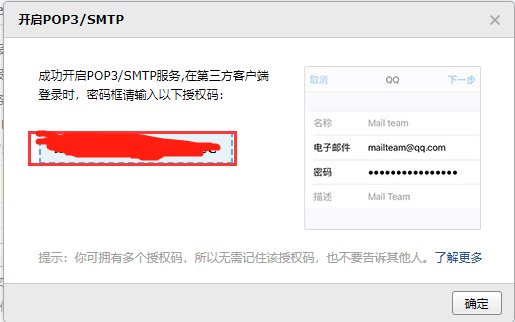 开启POP3/SMTP
成功开启POP3/SMTP服务,在第三方客户端
登录时，密码框请输入以下授权码：
取消 QQ 下一步
名称 Mail team
电子邮件 mailteam@qq.com
密码 ●●●●●●●●●●●●●●●●
描述 Mail Team
提示：你可拥有多个授权码，所以无需记住该授权码，也不要告诉其他人。了解更多
确定